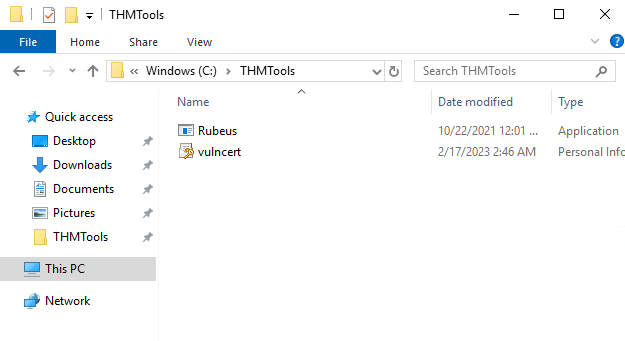 THMTools
File Home Share View
Windows (C:) THMTools Search THMTools
Name Date modified Type
Quick access
Desktop
Downloads
Documents
Pictures
THMTools
This PC
Network
Rubeus 10/22/2021 12:01 ... Application
vulncert 2/17/2023 2:46 AM Personal Info